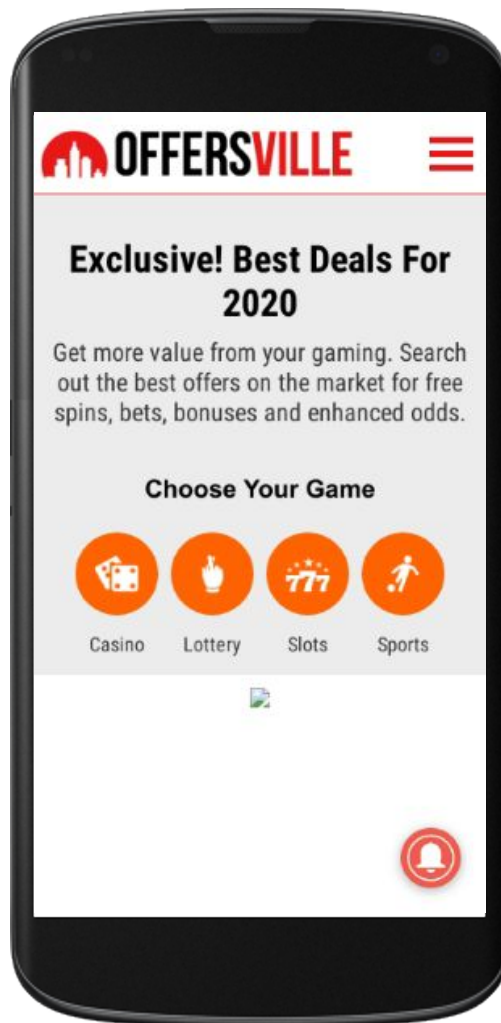 OFFERSVILLE
Exclusive! Best Deals For
2020
Get more value from your gaming. Search
out the best offers on the market for free
spins, bets, bonuses and enhanced odds.
Choose Your Game
777
Casino Lottery Slots Sports